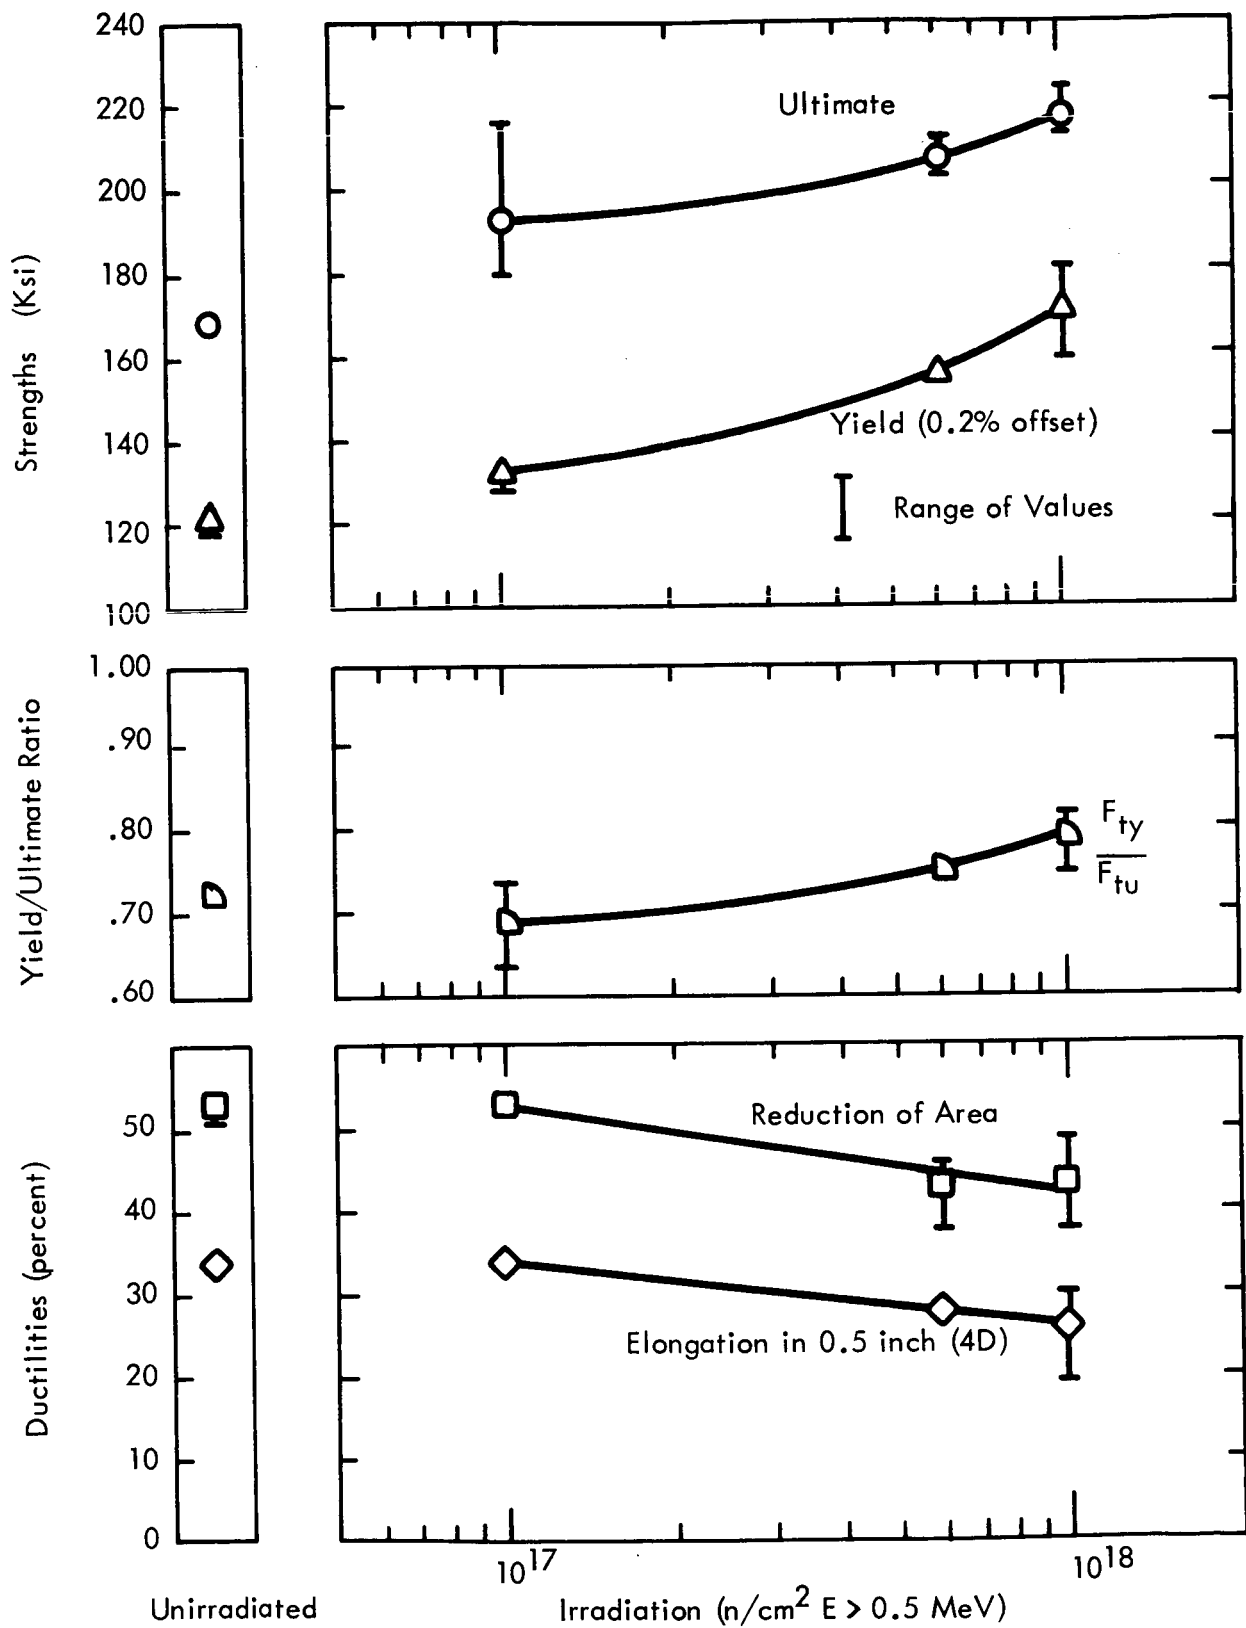 240
220
200
180
160
140
120
100
Strengths (Ksi)
Ultimate
Yield (0.2% offset)
Range of Values
1.00
.90
.80
.70
.60
Yield/Ultimate Ratio
F_ty
F_tu
50
40
30
20
10
0
Ductilities (percent)
Reduction of Area
Elongation in 0.5 inch (4D)
10^17
10^18
Unirradiated
Irradiation (n/cm² E > 0.5 MeV)